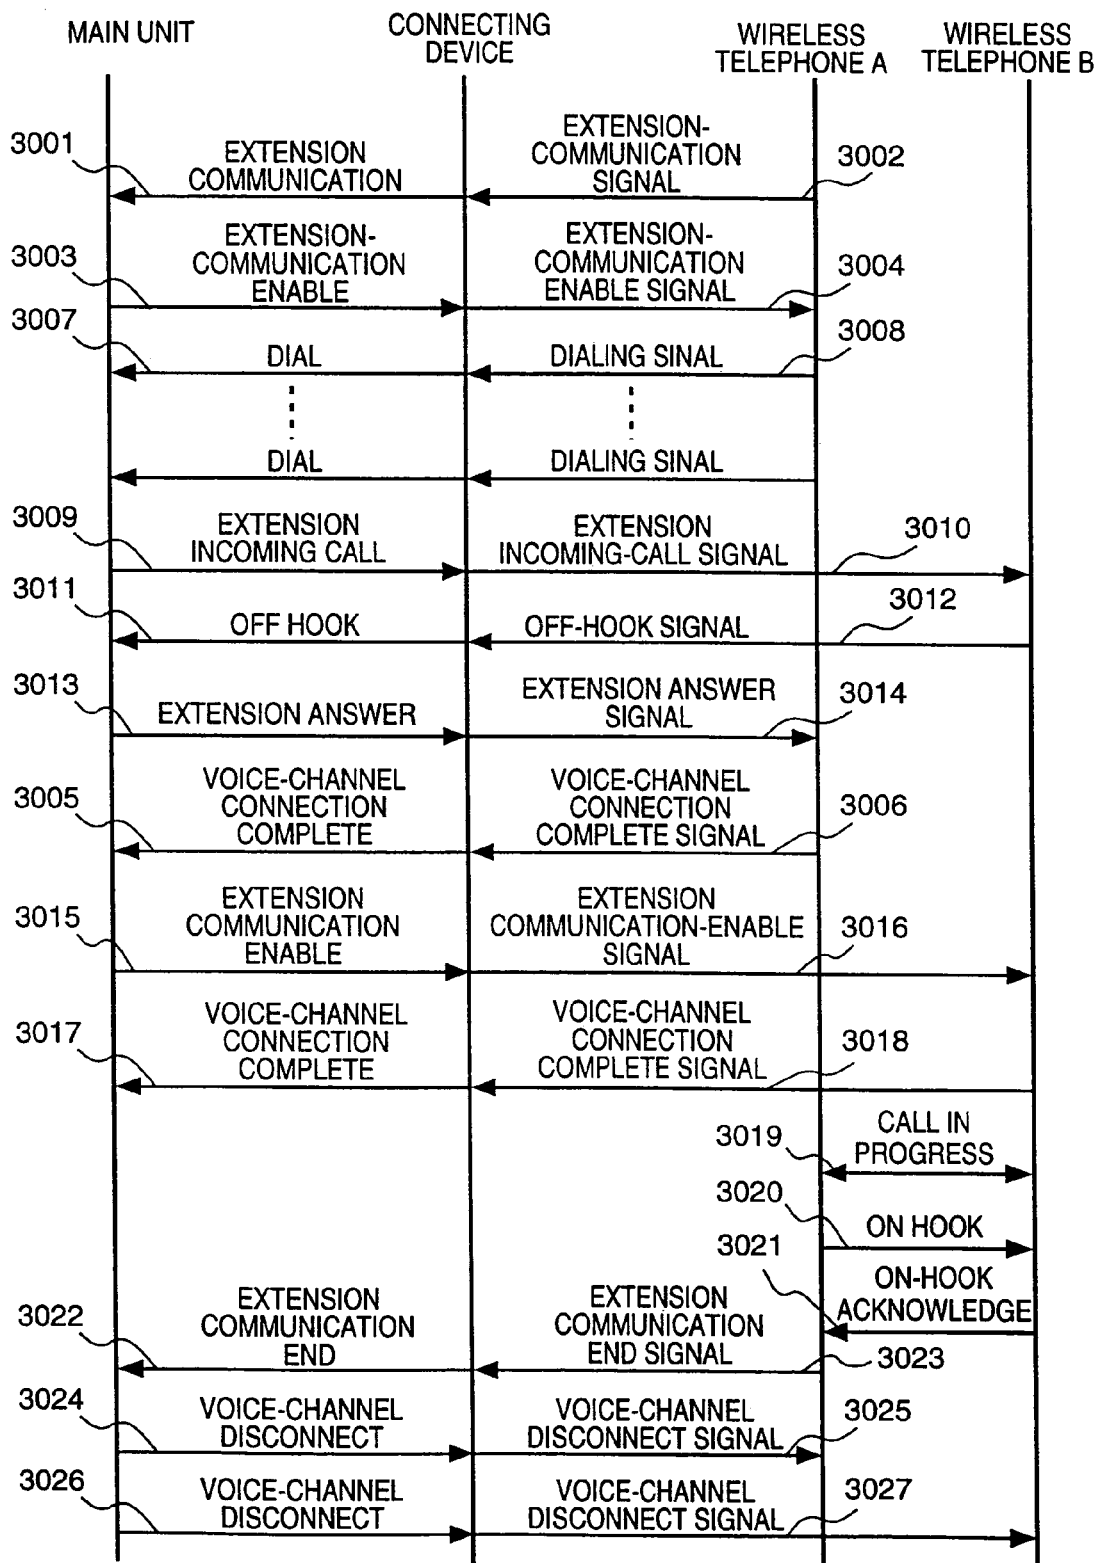 MAIN UNIT
CONNECTING
DEVICE
WIRELESS
TELEPHONE A
WIRELESS
TELEPHONE B
3001
EXTENSION
COMMUNICATION
EXTENSION-
COMMUNICATION
SIGNAL
3002
3003
EXTENSION-
COMMUNICATION
ENABLE
EXTENSION-
COMMUNICATION
ENABLE SIGNAL
3004
3007
DIAL
DIALING SINAL
3008
DIAL
DIALING SINAL
3009
EXTENSION
INCOMING CALL
EXTENSION
INCOMING-CALL SIGNAL
3010
3011
OFF HOOK
OFF-HOOK SIGNAL
3012
3013
EXTENSION ANSWER
EXTENSION ANSWER
SIGNAL
3014
3005
VOICE-CHANNEL
CONNECTION
COMPLETE
VOICE-CHANNEL
CONNECTION
COMPLETE SIGNAL
3006
3015
EXTENSION
COMMUNICATION
ENABLE
EXTENSION
COMMUNICATION-ENABLE
SIGNAL
3016
3017
VOICE-CHANNEL
CONNECTION
COMPLETE
VOICE-CHANNEL
CONNECTION
COMPLETE SIGNAL
3018
3019
CALL IN
PROGRESS
3020
ON HOOK
3021
ON-HOOK
ACKNOWLEDGE
3022
EXTENSION
COMMUNICATION
END
EXTENSION
COMMUNICATION
END SIGNAL
3023
3024
VOICE-CHANNEL
DISCONNECT
VOICE-CHANNEL
DISCONNECT SIGNAL
3025
3026
VOICE-CHANNEL
DISCONNECT
VOICE-CHANNEL
DISCONNECT SIGNAL
3027